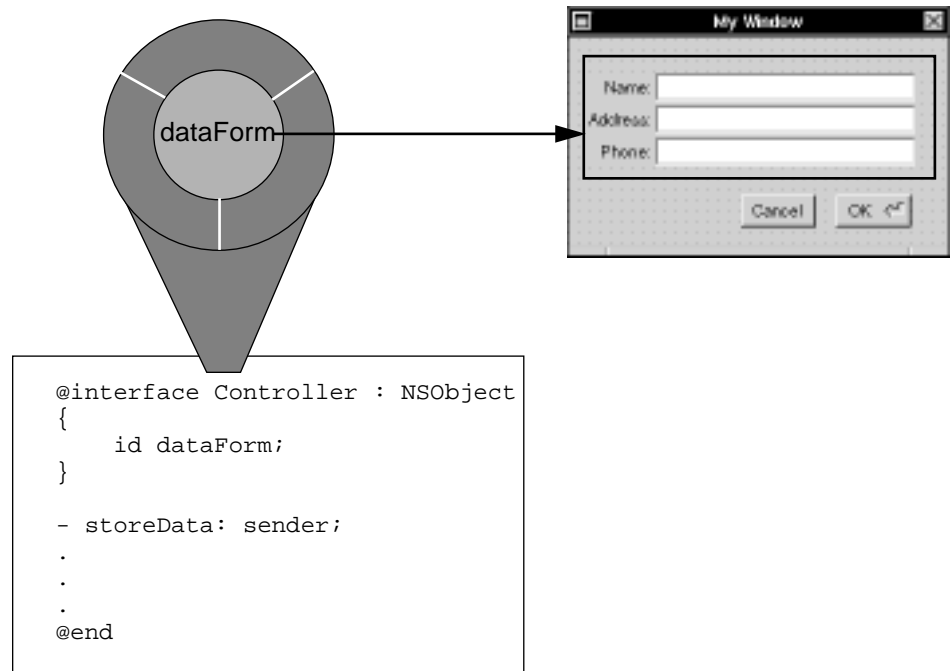 My Window
dataForm
Name:
Address:
Phone:
Cancel
OK
@interface Controller : NSObject
{
    id dataForm;
}
- storeData: sender;
.
.
.
@end